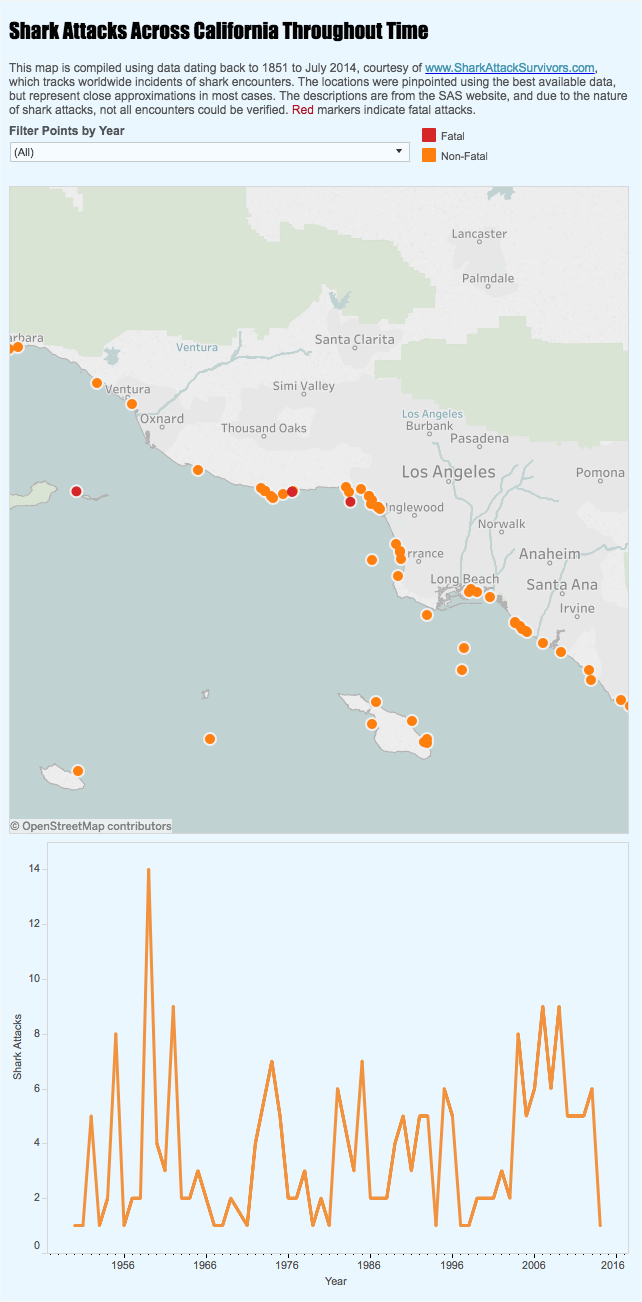 Shark Attacks Across California Throughout Time
This map is compiled using data dating back to 1851 to July 2014, courtesy of www.SharkAttackSurvivors.com,
which tracks worldwide incidents of shark encounters. The locations were pinpointed using the best available data,
but represent close approximations in most cases. The descriptions are from the SAS website, and due to the nature
of shark attacks, not all encounters could be verified. Red markers indicate fatal attacks.
Filter Points by Year
(All)
Fatal
Non-Fatal
Lancaster
Palmdale
arbara
Ventura
Santa Clarita
Ventura
Simi Valley
Oxnard
Thousand Oaks
Los Angeles
Burbank
Pasadena
Los Angeles
Pomona
Inglewood
Norwalk
rrance
Anaheim
Long Beach
Santa Ana
Irvine
© OpenStreetMap contributors
14
12
10
8
6
4
2
0
Shark Attacks
1956
1966
1976
1986
1996
2006
2016
Year